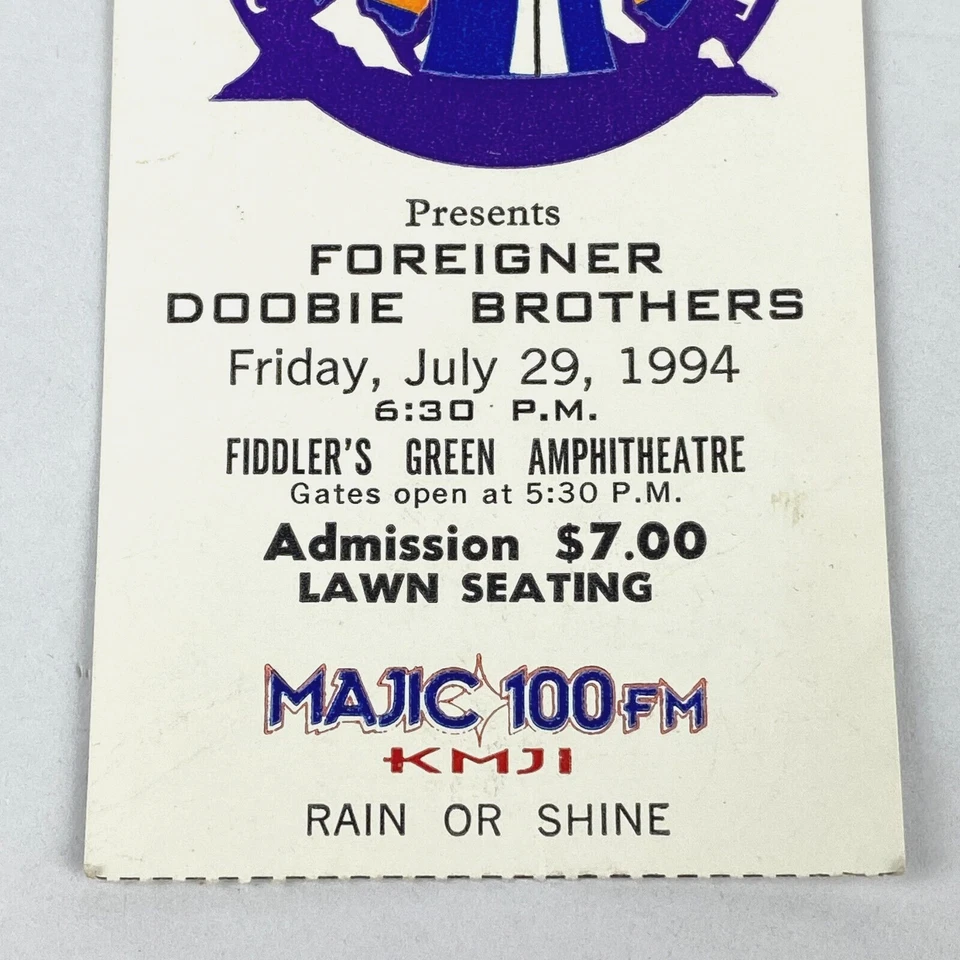 Presents
FOREIGNER
DOOBIE BROTHERS
Friday, July 29, 1994
6:30 P.M.
FIDDLER'S GREEN AMPHITHEATRE
Gates open at 5:30 P.M.
Admission $7.00
LAWN SEATING
MAJIC 100 FM
KMJI
RAIN OR SHINE